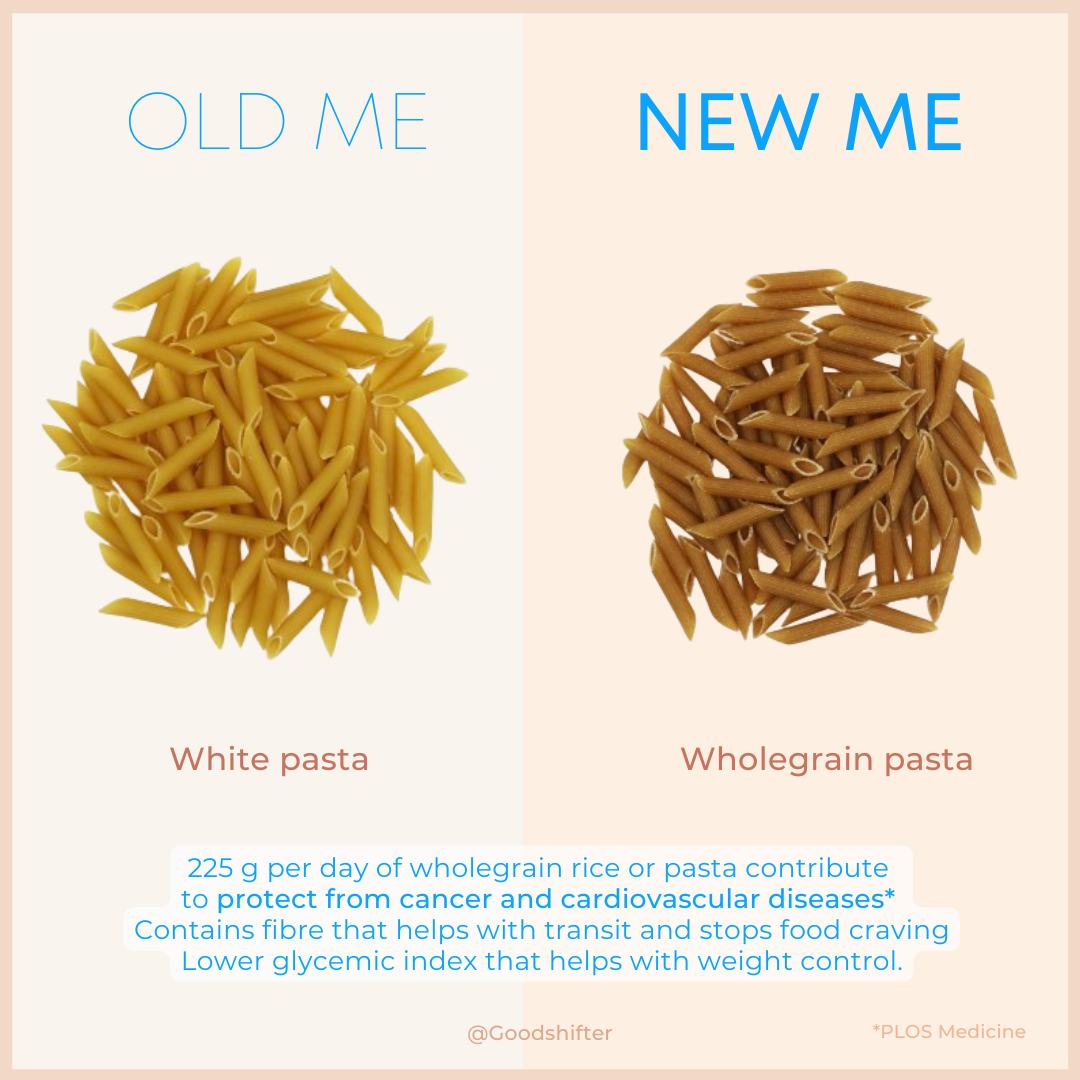 OLD ME
NEW ME
White pasta
Wholegrain pasta
225 g per day of wholegrain rice or pasta contribute
to protect from cancer and cardiovascular diseases*
Contains fibre that helps with transit and stops food craving
Lower glycemic index that helps with weight control.
@Goodshifter
*PLOS Medicine